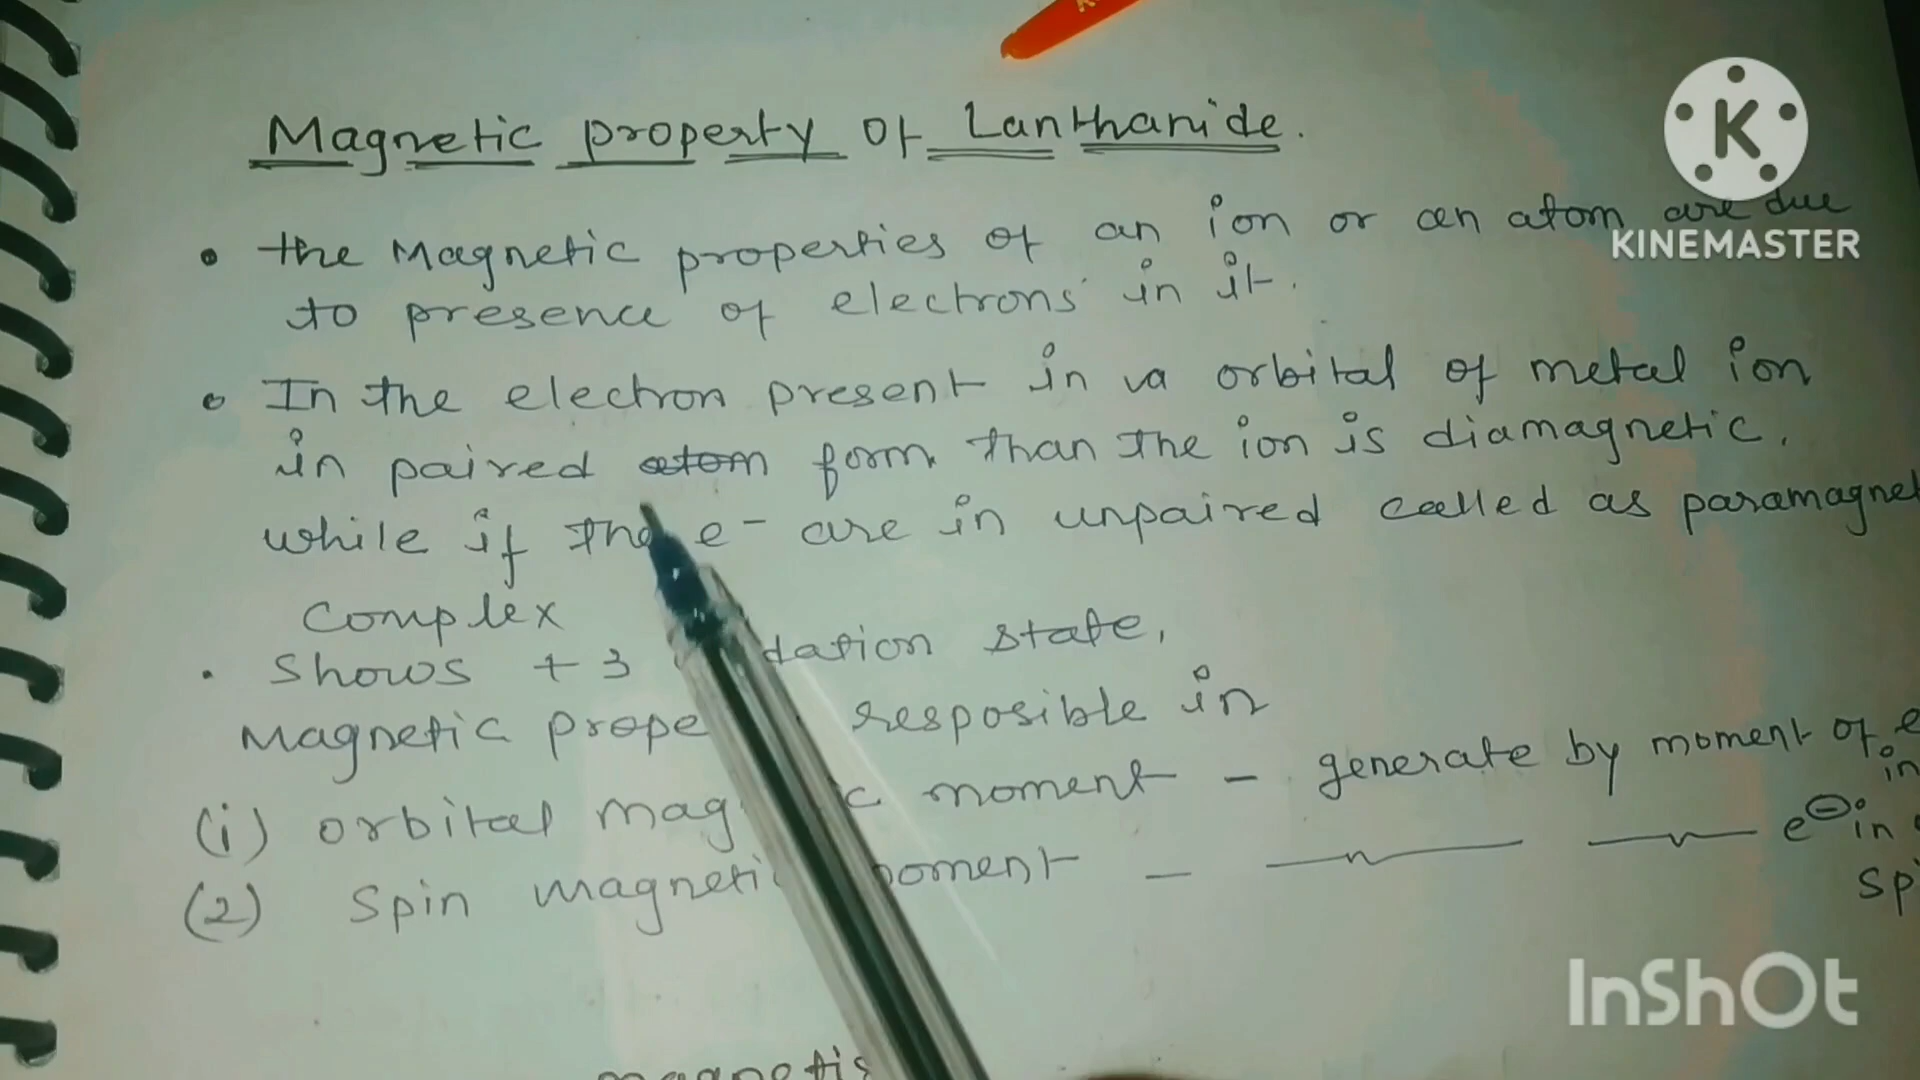 Magnetic property of Lanthanide.
• the Magnetic properties of an ion or an atom are due
to presence of electrons in it.
• In the electron present in a orbital of metal ion
in paired atom form than the ion is diamagnetic.
while if the e- are in unpaired called as paramagnet
Complex
• Shows +3 dation state,
Magnetic prope resposible in
(i) orbital mag c moment - generate by moment of e
in
(2) Spin magneti moment - e⊖ in
sp
magnetis
K
KINEMASTER
InShOt